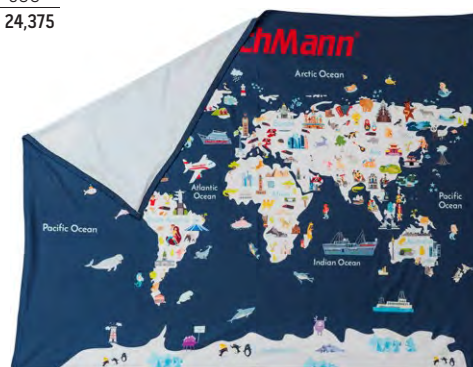 24,375
chMann®
Arctic Ocean
Atlantic
Ocean
Pacific
Ocean
Pacific Ocean
Indian Ocean